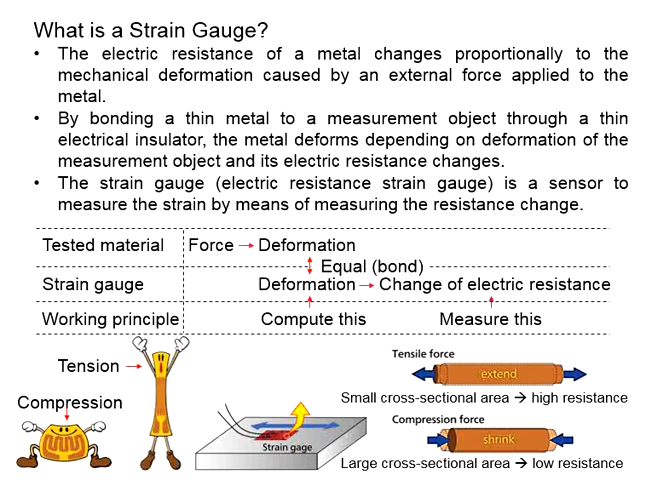 What is a Strain Gauge?
• The electric resistance of a metal changes proportionally to the
mechanical deformation caused by an external force applied to the
metal.
• By bonding a thin metal to a measurement object through a thin
electrical insulator, the metal deforms depending on deformation of the
measurement object and its electric resistance changes.
• The strain gauge (electric resistance strain gauge) is a sensor to
measure the strain by means of measuring the resistance change.
Tested material Force → Deformation
Equal (bond)
Strain gauge Deformation → Change of electric resistance
Working principle Compute this Measure this
Tension →
Compression
Strain gage
Tensile force
extend
Small cross-sectional area → high resistance
Compression force
shrink
Large cross-sectional area → low resistance